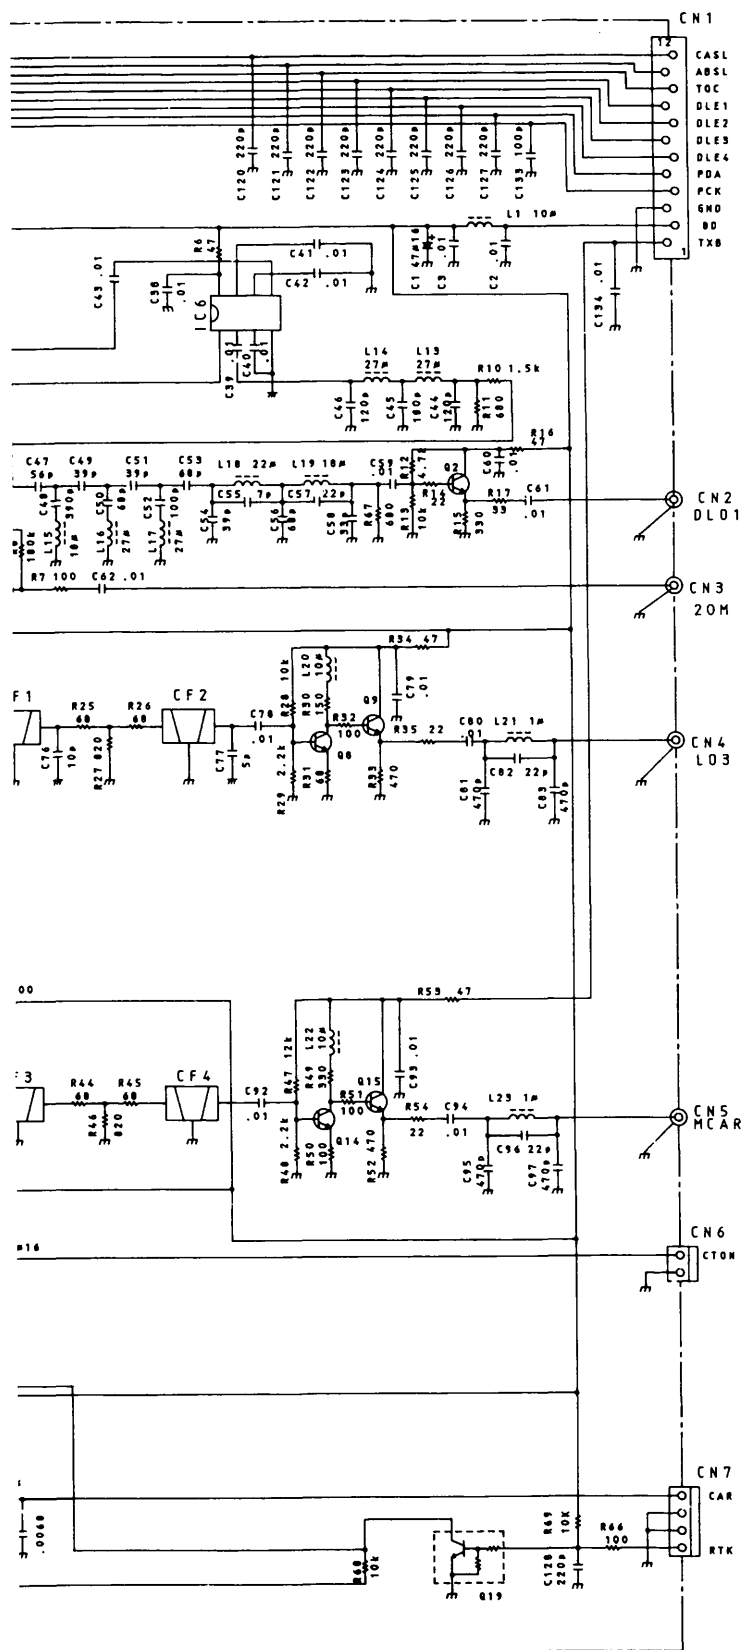 CN1
12
CASL
ABSL
TOC
DLE1
DLE2
DLE3
DLE4
PDA
PCK
GND
BD
TXB
1
C120 220p
C121 220p
C122 220p
C123 220p
C124 220p
C125 220p
C126 220p
C127 220p
C133 100p
L1 10μ
C1 47μ16
C3 .01
C2 .01
C134 .01
R6
47
C41 .01
C42 .01
C43 .01
C38
.01
IC6
C39 .01
C40 .01
L14
27μ
L13
27μ
R10 1.5k
C46
120p
C45
180p
C44
120p
R11
680
R16
47
C47
56p
C49
39p
C51
39p
C53
68p
L18 22μ
L19 18μ
C59
.01
R12
4.7k
Q2
C60
.01
C48
390p
C50
68p
C52
100p
C55 7p
C57 22p
R14
22
R17
33
C61
.01
CN2
DLO1
L15
18μ
L16
27μ
L17
27μ
C54
39p
C56
68p
C58
33p
R67
680
R13
10k
R15
330
180k
R7 100
C62 .01
CN3
20M
R34 47
F1
R25
68
R26
68
CF2
C78
.01
R28 10k
L20
10μ
R30
150
Q9
C79
.01
R32
100
R35 22
C80
.01
L21 1μ
CN4
LO3
C76
10p
R27 820
C77
5p
R29 2.2k
R31
68
Q8
R33
470
C82 22p
C81
470p
C83
470p
00
R53 47
F3
R44
68
R45
68
CF4
C92
.01
R47 12k
L22
10μ
R49
330
Q15
C93 .01
R51
100
R54
22
C94
.01
L23 1μ
CN5
MCAR
R46
820
R48 2.2k
R50
100
Q14
R52 470
C96 22p
C95
470p
C97
470p
CN6
μ16
CTON
CN7
CAR
.0068
R69
10K
R66
100
RTK
R68
10k
C128
220p
Q19